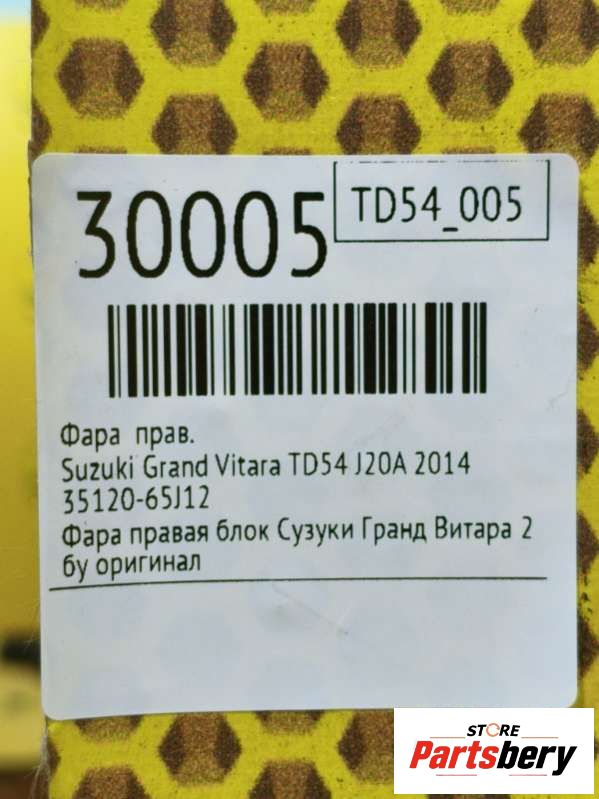 30005
TD54_005
Фара прав.
Suzuki Grand Vitara TD54 J20A 2014
35120-65J12
Фара правая блок Сузуки Гранд Витара 2
бу оригинал
STORE
Partsbery